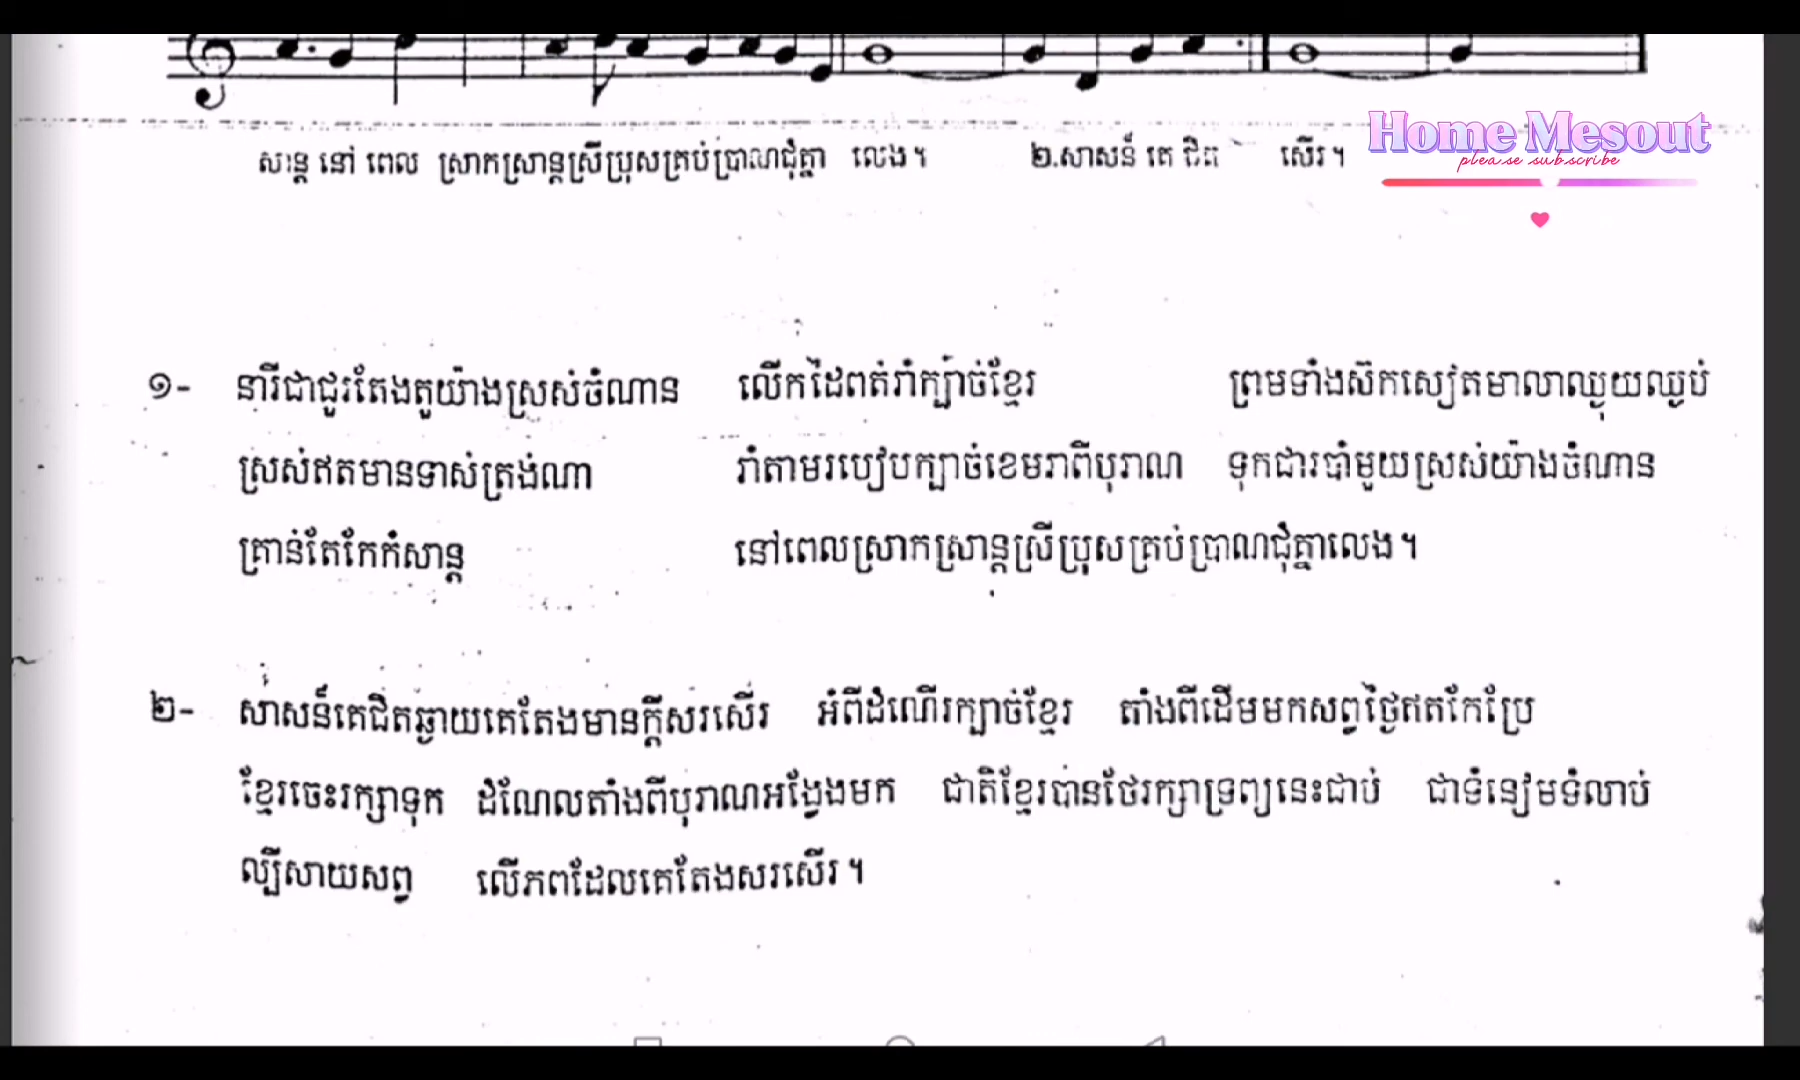 Home Mesout
please subscribe
សាន្ត នៅ ពេល ស្រាកស្រាន្តស្រីប្រុសគ្រប់ប្រាណជុំគ្នា លេង។ ២.សាសន៍ គេ ជិត សើរ។
១- នារីជាជួរតែងតួយ៉ាងស្រស់ចំណាន លើកដៃពត់រាំក្បាច់ខ្មែរ ព្រមទាំងស៊កសៀតមាលាឈ្ងុយឈ្ងប់
ស្រស់ឥតមានទាស់ត្រង់ណា រាំតាមរបៀបក្បាច់ខេមរាពីបុរាណ ទុកជារបាំមួយស្រស់យ៉ាងចំណាន
គ្រាន់តែកែកំសាន្ត នៅពេលស្រាកស្រាន្តស្រីប្រុសគ្រប់ប្រាណជុំគ្នាលេង។
២- សាសន៍គេជិតឆ្ងាយគេតែងមានក្តីសរសើរ អំពីដំណើរក្បាច់ខ្មែរ តាំងពីដើមមកសព្វថ្ងៃឥតកែប្រែ
ខ្មែរចេះរក្សាទុក ដំណែលតាំងពីបុរាណអង្វែងមក ជាតិខ្មែរបានថែរក្សាទ្រព្យនេះជាប់ ជាទំនៀមទំលាប់
ល្បីសាយសព្វ លើភពដែលគេតែងសរសើរ។